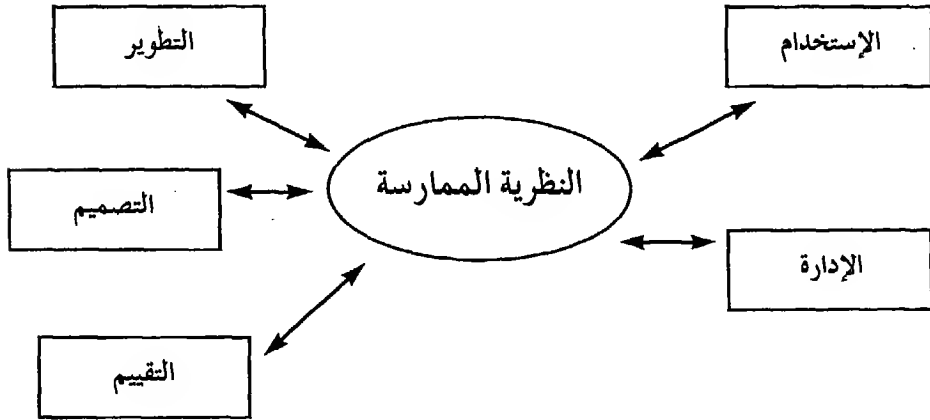 الإستخدام
التطوير
النظرية الممارسة
التصميم
الإدارة
التقييم